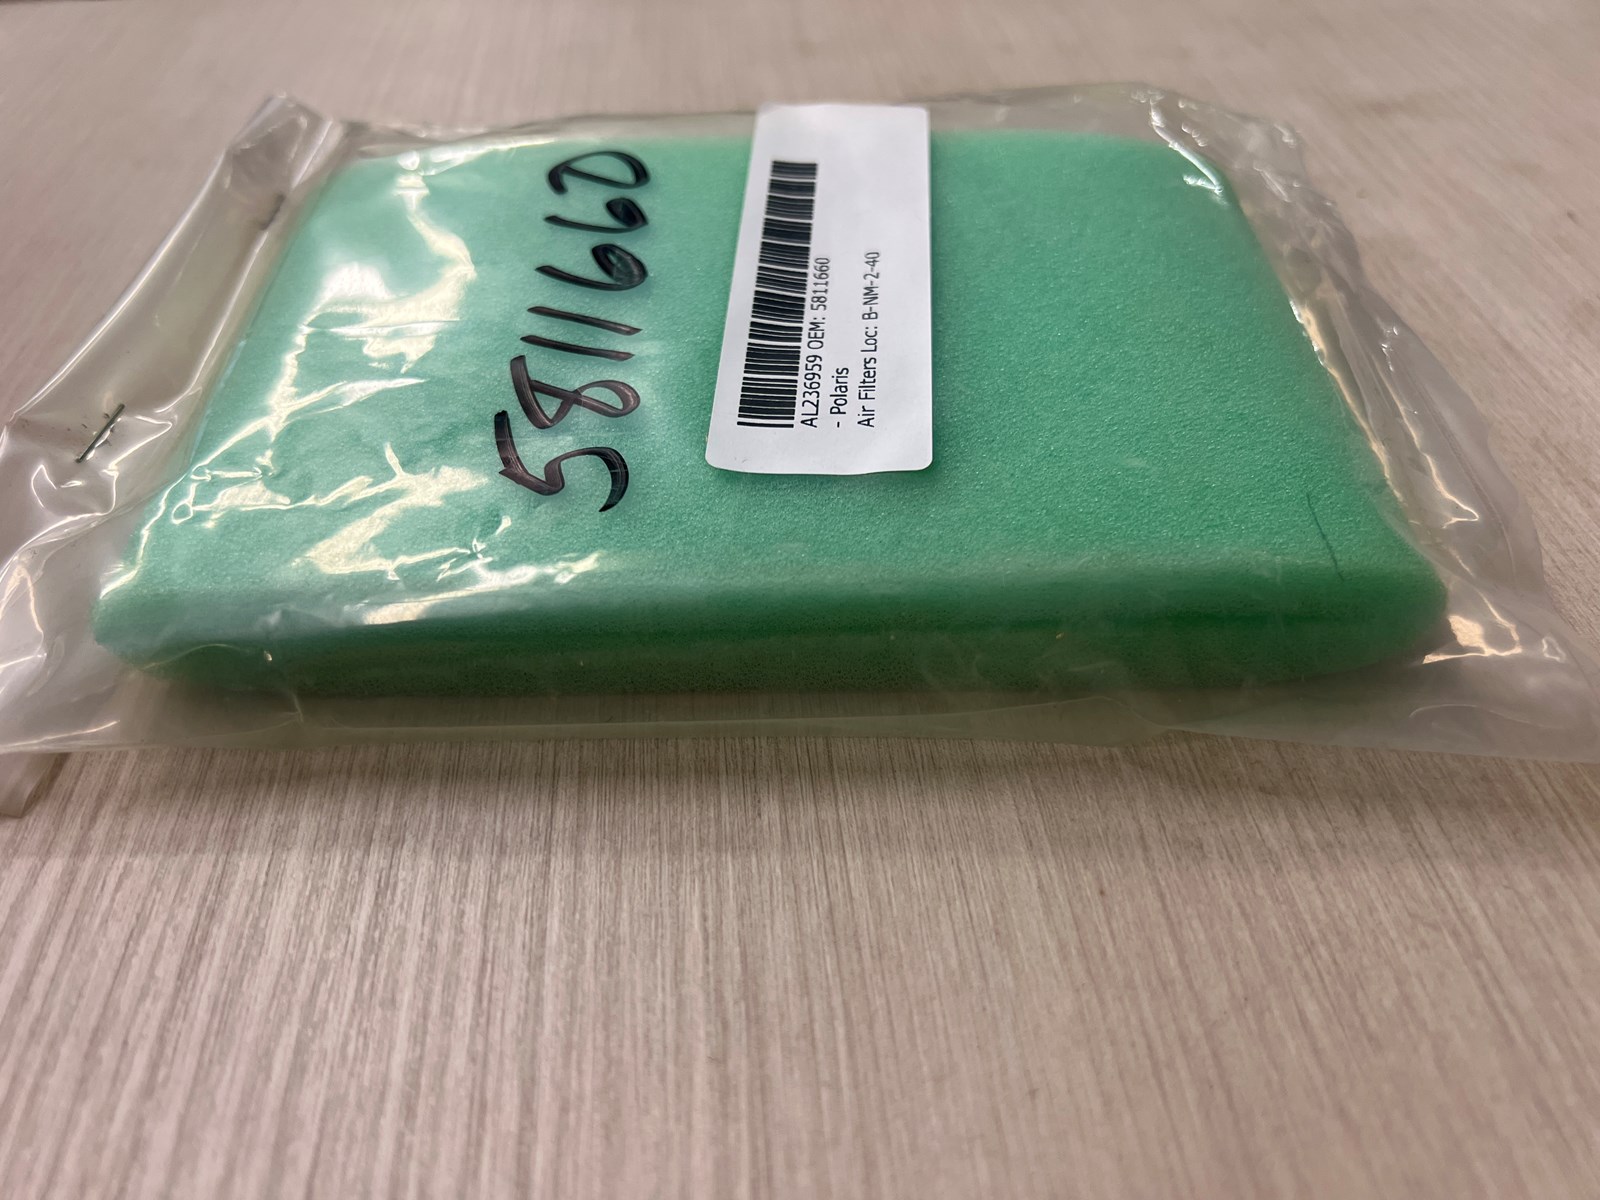 5811660
AL236959 OEM: 5811660
- Polaris
Air Filters Loc: B-NM-2-40